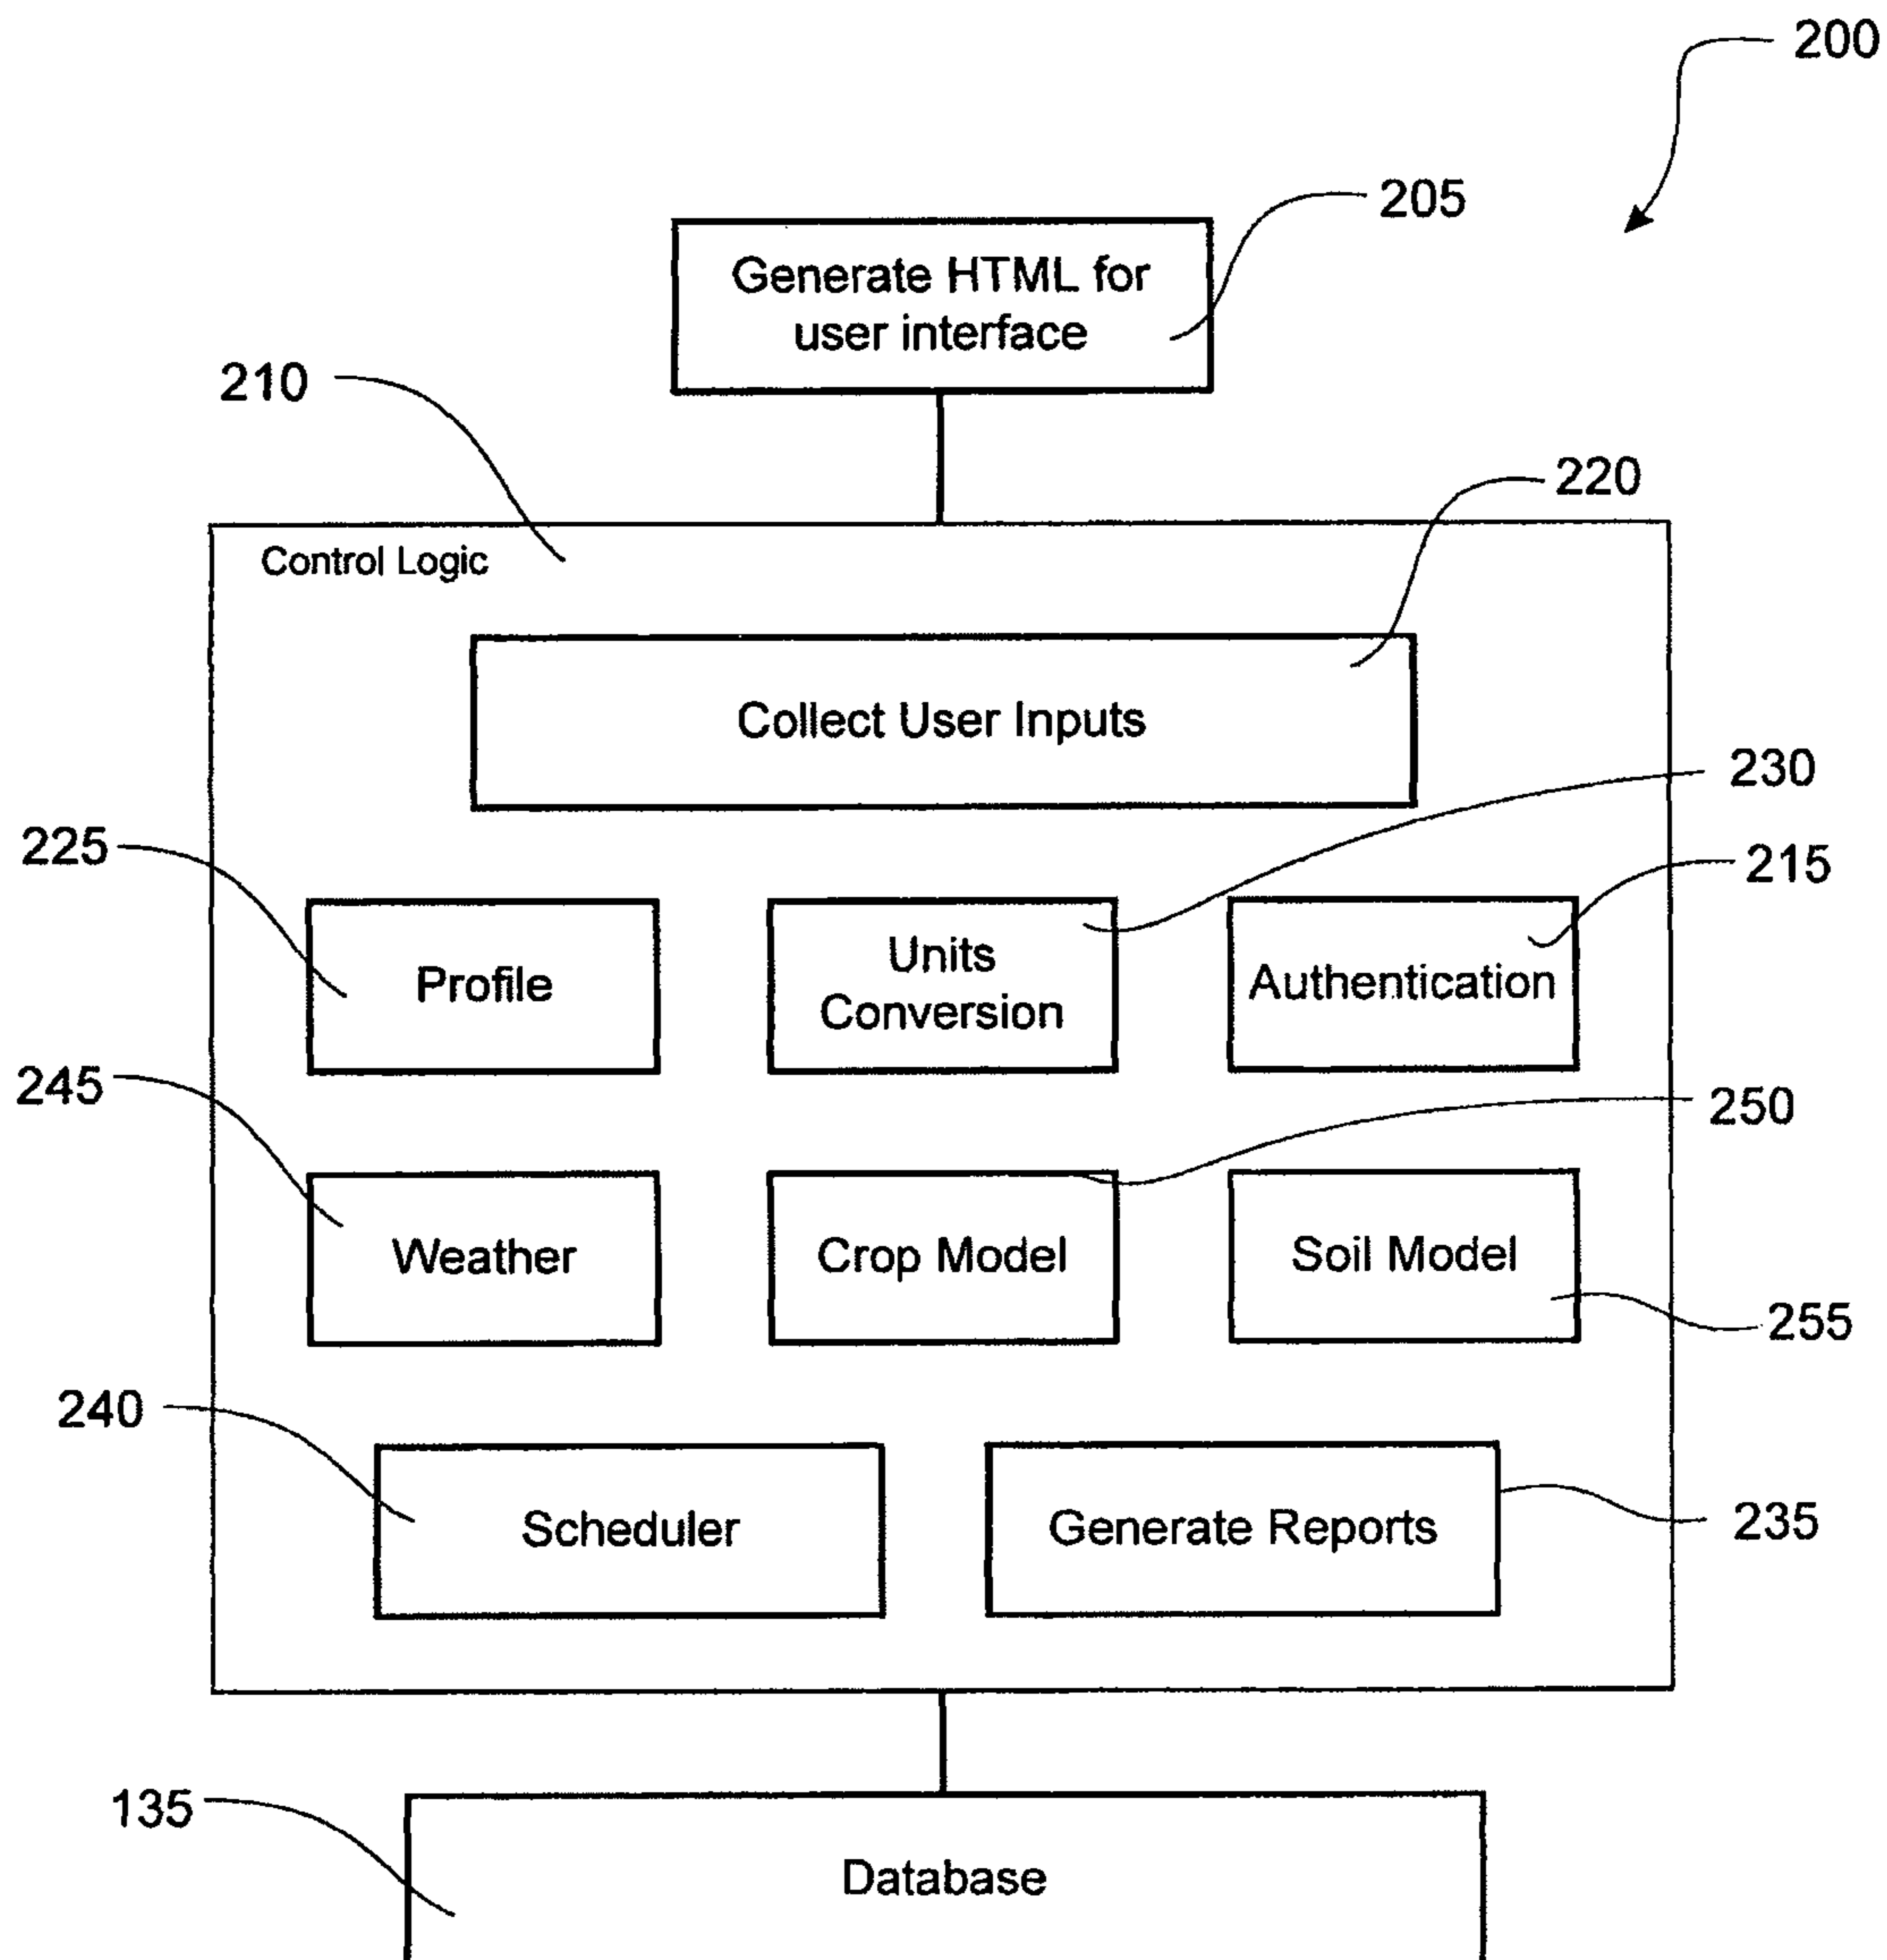 200
205
Generate HTML for
user interface
210
220
Control Logic
Collect User Inputs
230
225
215
Profile
Units
Conversion
Authentication
245
250
Weather
Crop Model
Soil Model
255
240
Scheduler
Generate Reports
235
135
Database